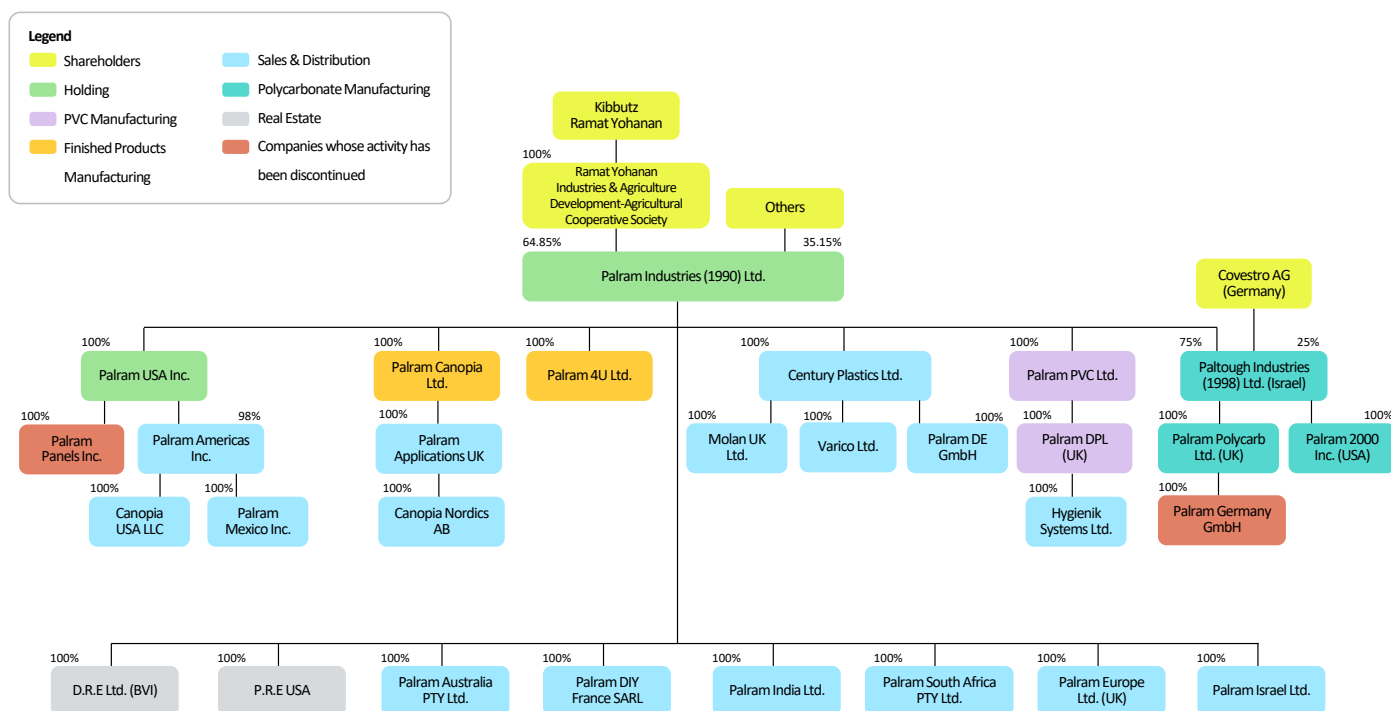 Legend
Shareholders
Holding
PVC Manufacturing
Finished Products
Manufacturing
Sales & Distribution
Polycarbonate Manufacturing
Real Estate
Companies whose activity has
been discontinued
Kibbutz
Ramat Yohanan
100%
Ramat Yohanan
Industries & Agriculture
Development-Agricultural
Cooperative Society
Others
64.85%
35.15%
Palram Industries (1990) Ltd.
Covestro AG
(Germany)
100%
Palram USA Inc.
100%
Palram Canopia
Ltd.
100%
Palram 4U Ltd.
100%
Century Plastics Ltd.
100%
Palram PVC Ltd.
75%
25%
Paltough Industries
(1998) Ltd. (Israel)
100%
Palram
Panels Inc.
98%
Palram Americas
Inc.
100%
Palram
Applications UK
100%
Molan UK
Ltd.
100%
Varico Ltd.
100%
Palram DE
GmbH
100%
Palram DPL
(UK)
100%
Palram Polycarb
Ltd. (UK)
100%
Palram 2000
Inc. (USA)
100%
Canopia
USA LLC
100%
Palram
Mexico Inc.
100%
Canopia Nordics
AB
100%
Hygienik
Systems Ltd.
100%
Palram Germany
GmbH
100%
D.R.E Ltd. (BVI)
100%
P.R.E USA
100%
Palram Australia
PTY Ltd.
100%
Palram DIY
France SARL
100%
Palram India Ltd.
100%
Palram South Africa
PTY Ltd.
100%
Palram Europe
Ltd. (UK)
100%
Palram Israel Ltd.